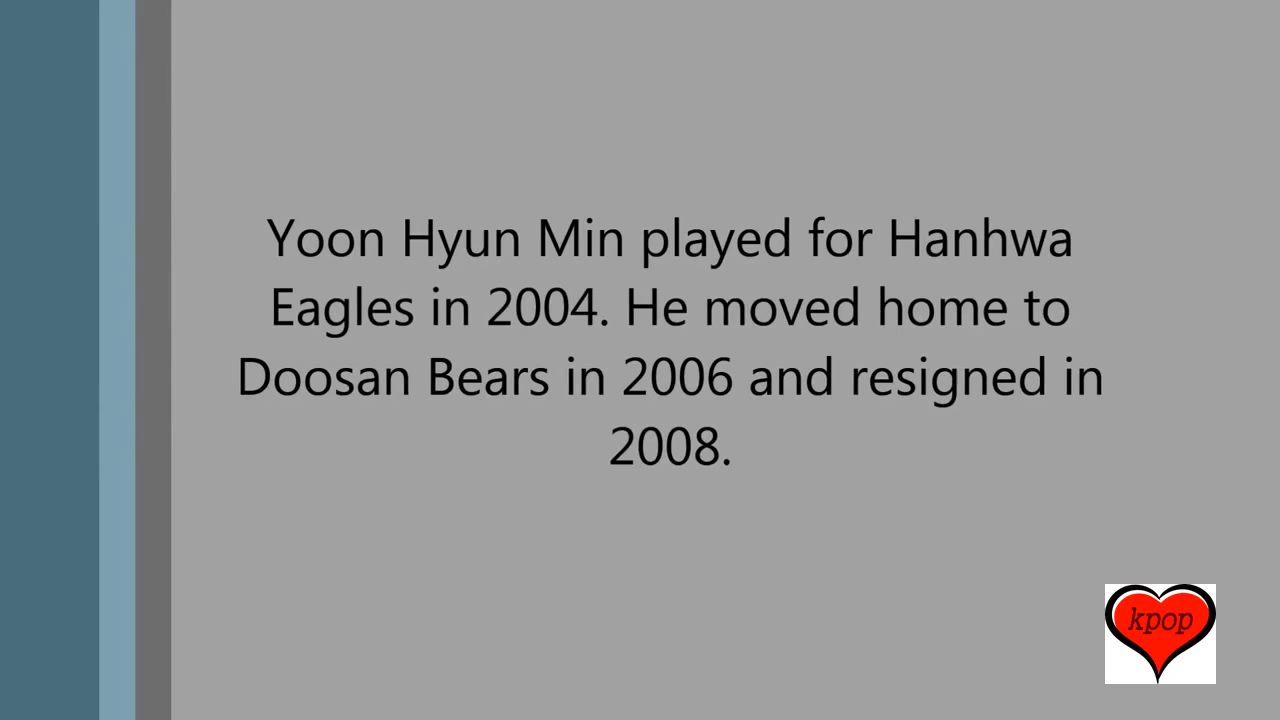 Yoon Hyun Min played for Hanhwa
Eagles in 2004. He moved home to
Doosan Bears in 2006 and resigned in
2008.
kpop